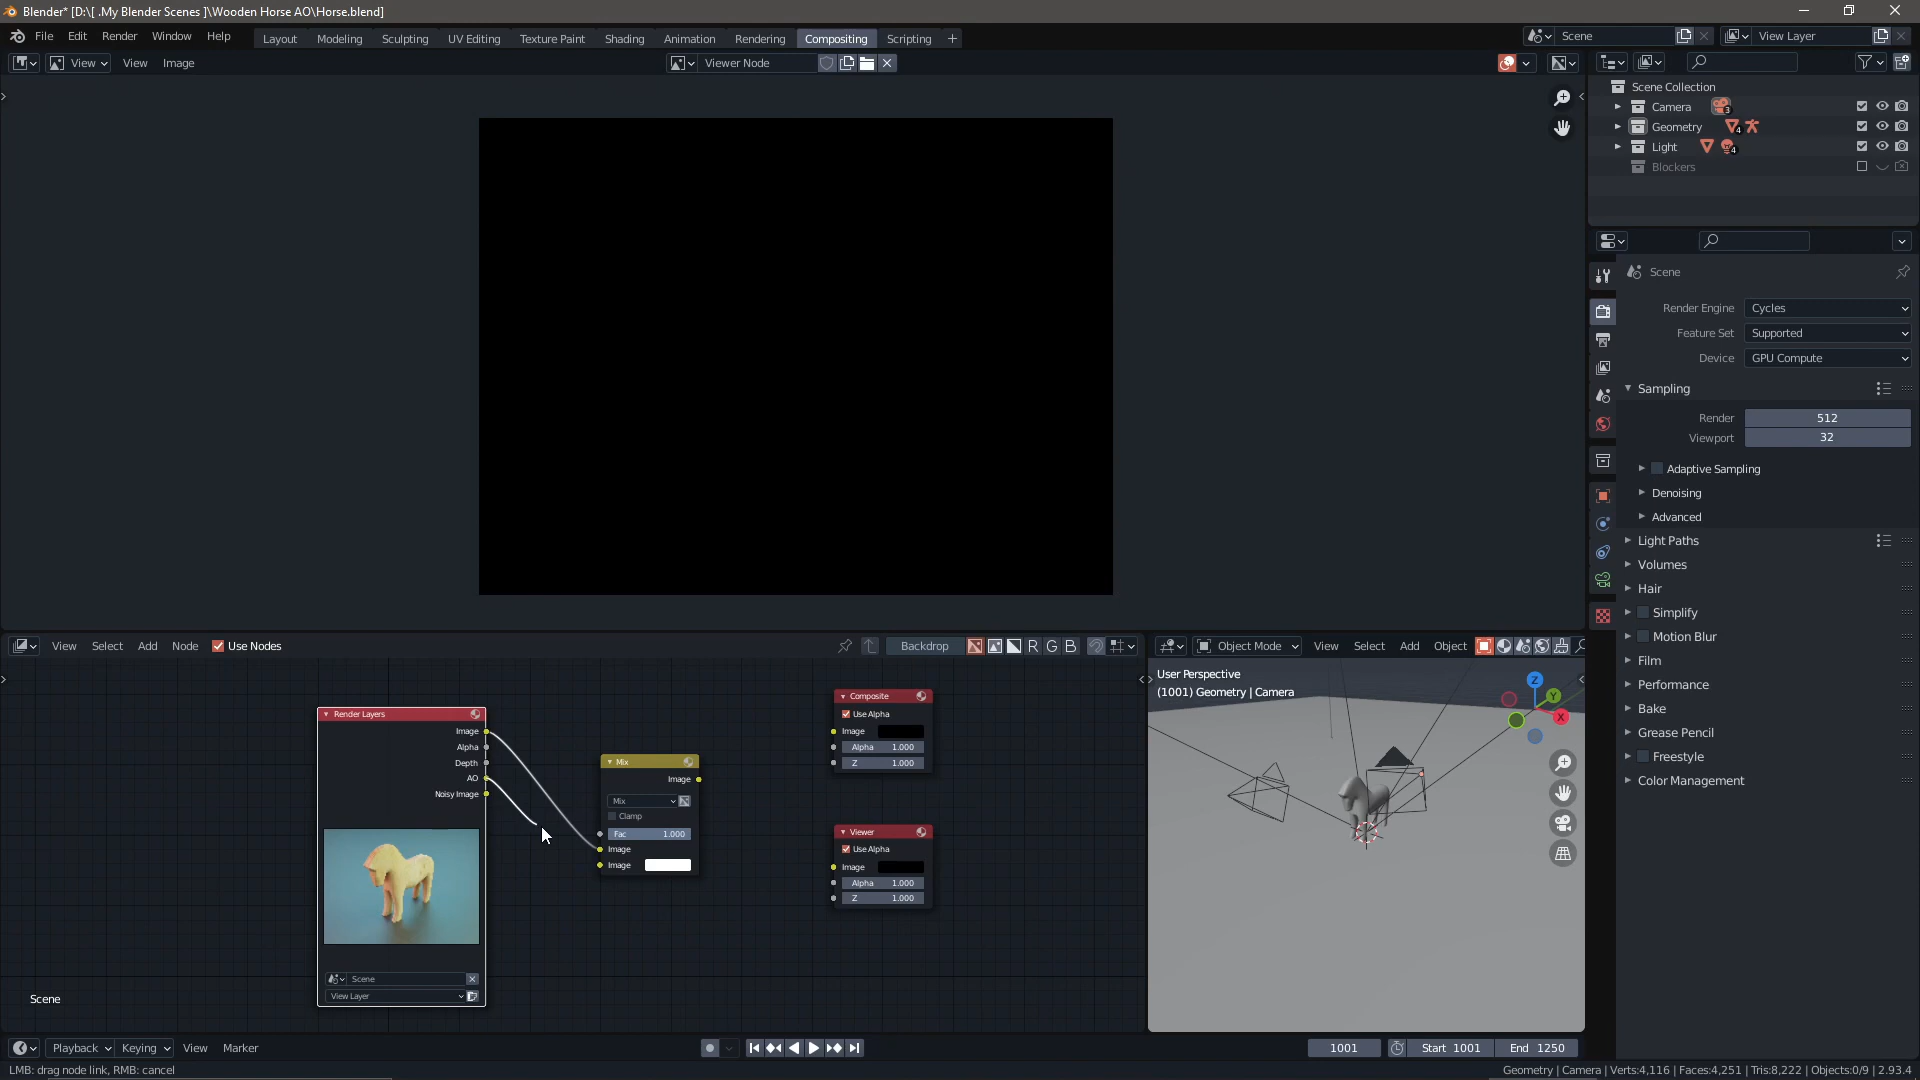 Blender* [D:\[ .My Blender Scenes ]\Wooden Horse AO\Horse.blend]
File Edit Render Window Help Layout Modeling Sculpting UV Editing Texture Paint Shading Animation Rendering Compositing Scripting + Scene View Layer
View View Image Viewer Node
Scene Collection
Camera 3
Geometry 4
Light 4
Blockers
Scene
Render Engine Cycles
Feature Set Supported
Device GPU Compute
Sampling
Render 512
Viewport 32
Adaptive Sampling
Denoising
Advanced
Light Paths
Volumes
Hair
Simplify
Motion Blur
Film
Performance
Bake
Grease Pencil
Freestyle
Color Management
View Select Add Node Use Nodes Backdrop R G B
Render Layers
Image
Alpha
Depth
AO
Noisy Image
Scene
View Layer
Mix
Image
Mix
Clamp
Fac 1.000
Image
Image
Composite
Use Alpha
Image
Alpha 1.000
Z 1.000
Viewer
Use Alpha
Image
Alpha 1.000
Z 1.000
Scene
Object Mode View Select Add Object
User Perspective
(1001) Geometry | Camera
Z
Y
X
Playback Keying View Marker 1001 Start 1001 End 1250
LMB: drag node link, RMB: cancel
Geometry | Camera | Verts:4,116 | Faces:4,251 | Tris:8,222 | Objects:0/9 | 2.93.4